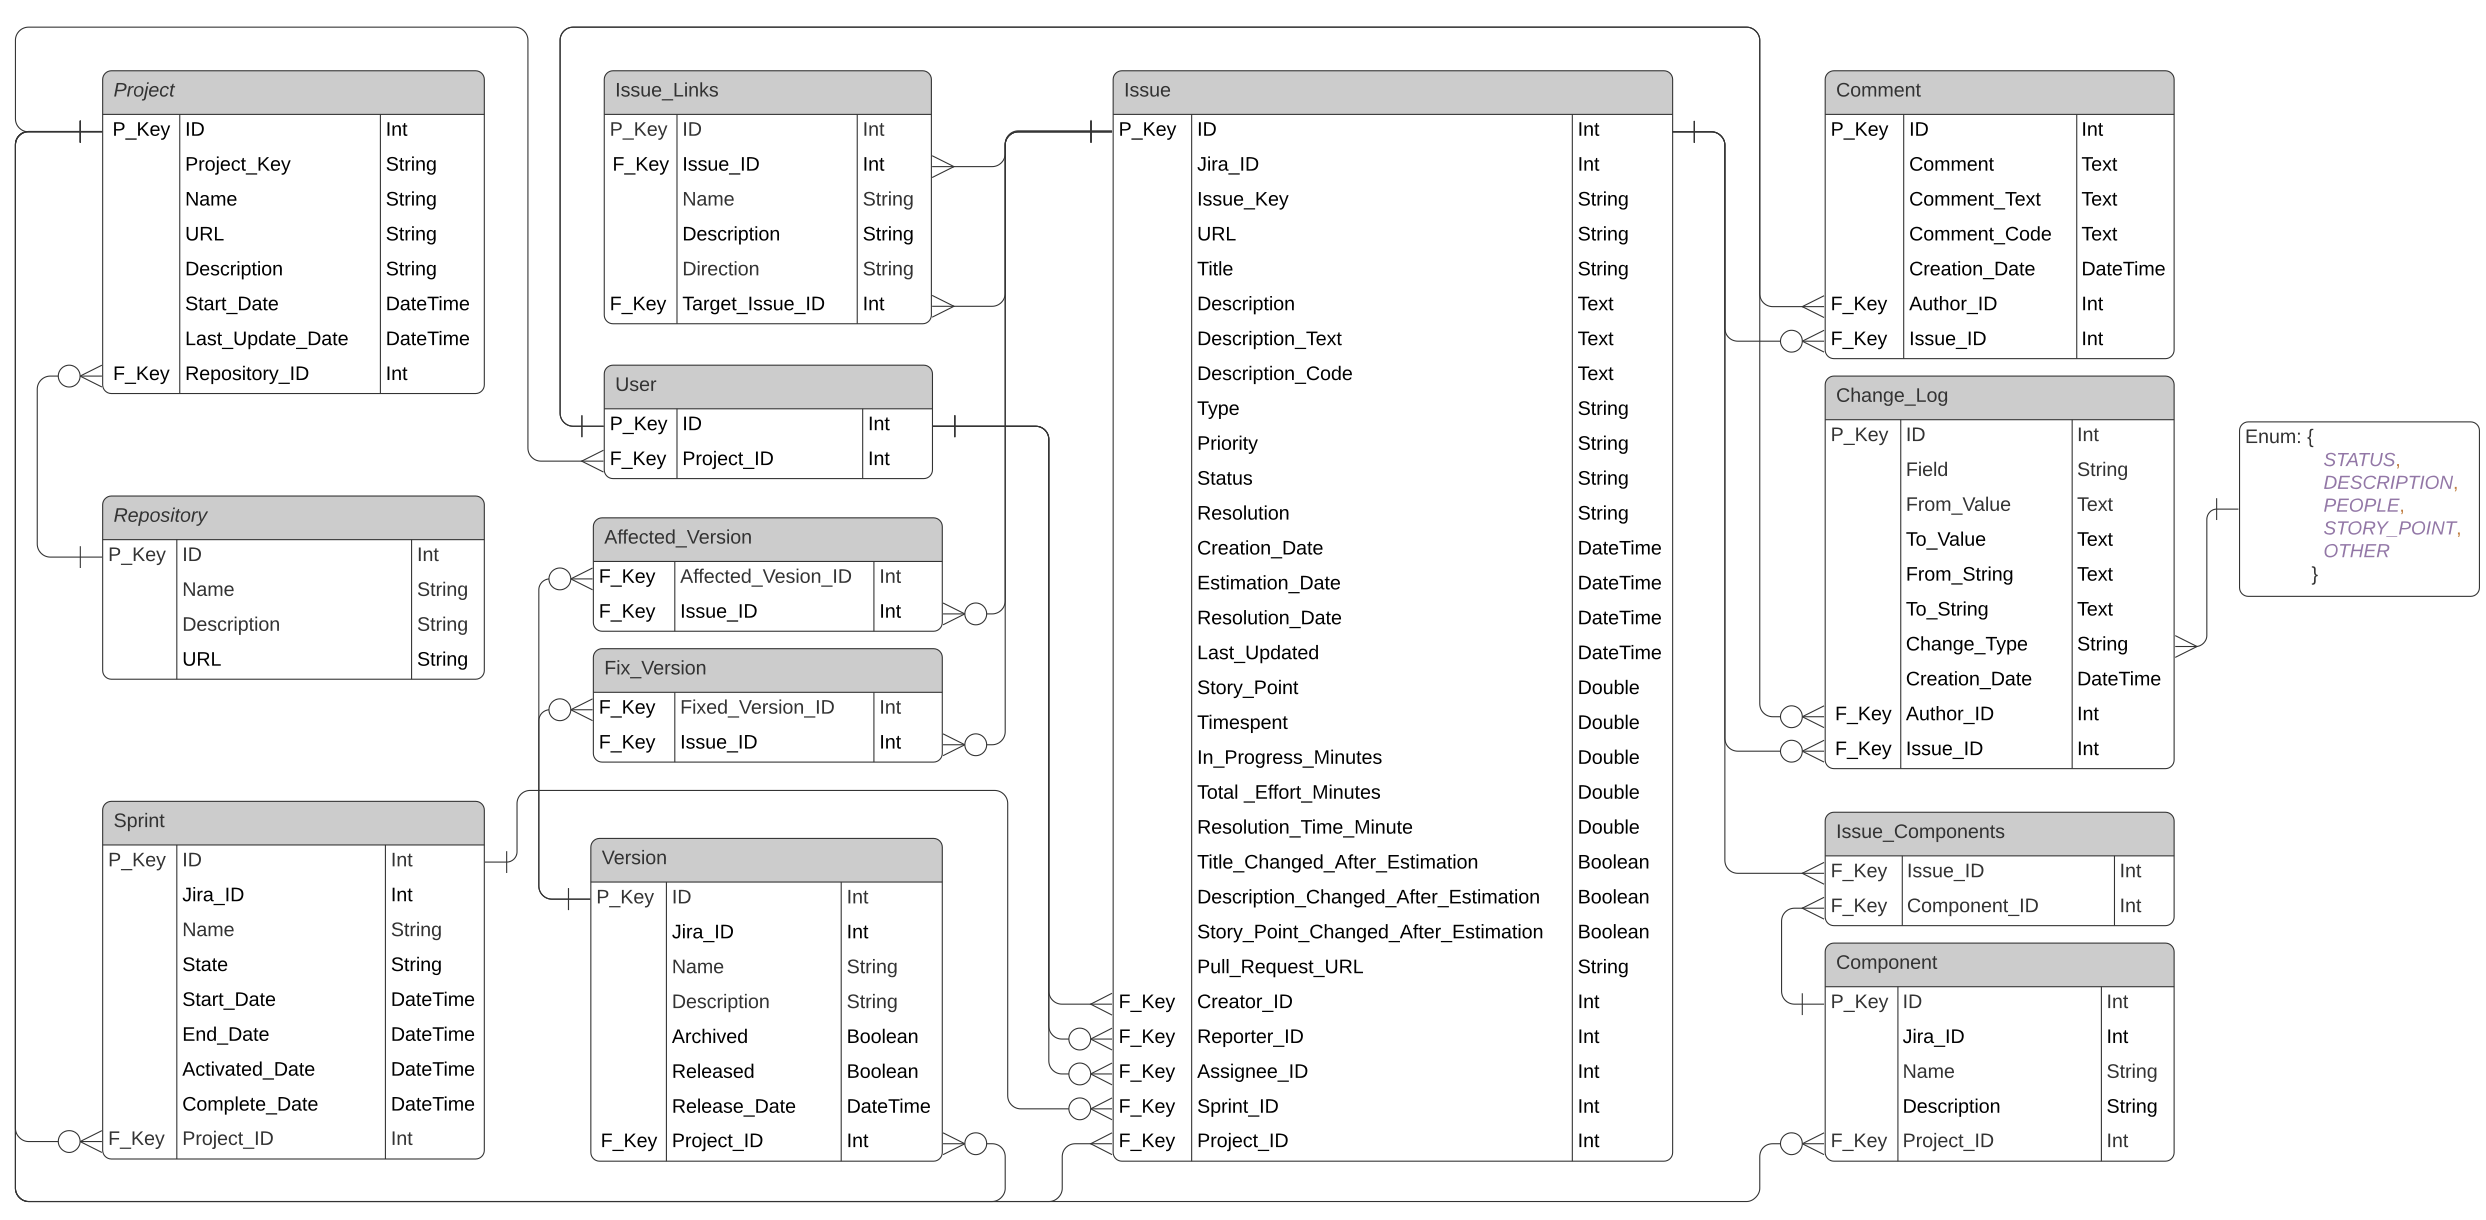 Project
P_Key ID Int
Project_Key String
Name String
URL String
Description String
Start_Date DateTime
Last_Update_Date DateTime
F_Key Repository_ID Int
Repository
P_Key ID Int
Name String
Description String
URL String
Sprint
P_Key ID Int
Jira_ID Int
Name String
State String
Start_Date DateTime
End_Date DateTime
Activated_Date DateTime
Complete_Date DateTime
F_Key Project_ID Int
Issue_Links
P_Key ID Int
F_Key Issue_ID Int
Name String
Description String
Direction String
F_Key Target_Issue_ID Int
User
P_Key ID Int
F_Key Project_ID Int
Affected_Version
F_Key Affected_Vesion_ID Int
F_Key Issue_ID Int
Fix_Version
F_Key Fixed_Version_ID Int
F_Key Issue_ID Int
Version
P_Key ID Int
Jira_ID Int
Name String
Description String
Archived Boolean
Released Boolean
Release_Date DateTime
F_Key Project_ID Int
Issue
P_Key ID Int
Jira_ID Int
Issue_Key String
URL String
Title String
Description Text
Description_Text Text
Description_Code Text
Type String
Priority String
Status String
Resolution String
Creation_Date DateTime
Estimation_Date DateTime
Resolution_Date DateTime
Last_Updated DateTime
Story_Point Double
Timespent Double
In_Progress_Minutes Double
Total _Effort_Minutes Double
Resolution_Time_Minute Double
Title_Changed_After_Estimation Boolean
Description_Changed_After_Estimation Boolean
Story_Point_Changed_After_Estimation Boolean
Pull_Request_URL String
F_Key Creator_ID Int
F_Key Reporter_ID Int
F_Key Assignee_ID Int
F_Key Sprint_ID Int
F_Key Project_ID Int
Comment
P_Key ID Int
Comment Text
Comment_Text Text
Comment_Code Text
Creation_Date DateTime
F_Key Author_ID Int
F_Key Issue_ID Int
Change_Log
P_Key ID Int
Field String
From_Value Text
To_Value Text
From_String Text
To_String Text
Change_Type String
Creation_Date DateTime
F_Key Author_ID Int
F_Key Issue_ID Int
Issue_Components
F_Key Issue_ID Int
F_Key Component_ID Int
Component
P_Key ID Int
Jira_ID Int
Name String
Description String
F_Key Project_ID Int
Enum: {
STATUS,
DESCRIPTION,
PEOPLE,
STORY_POINT,
OTHER
}